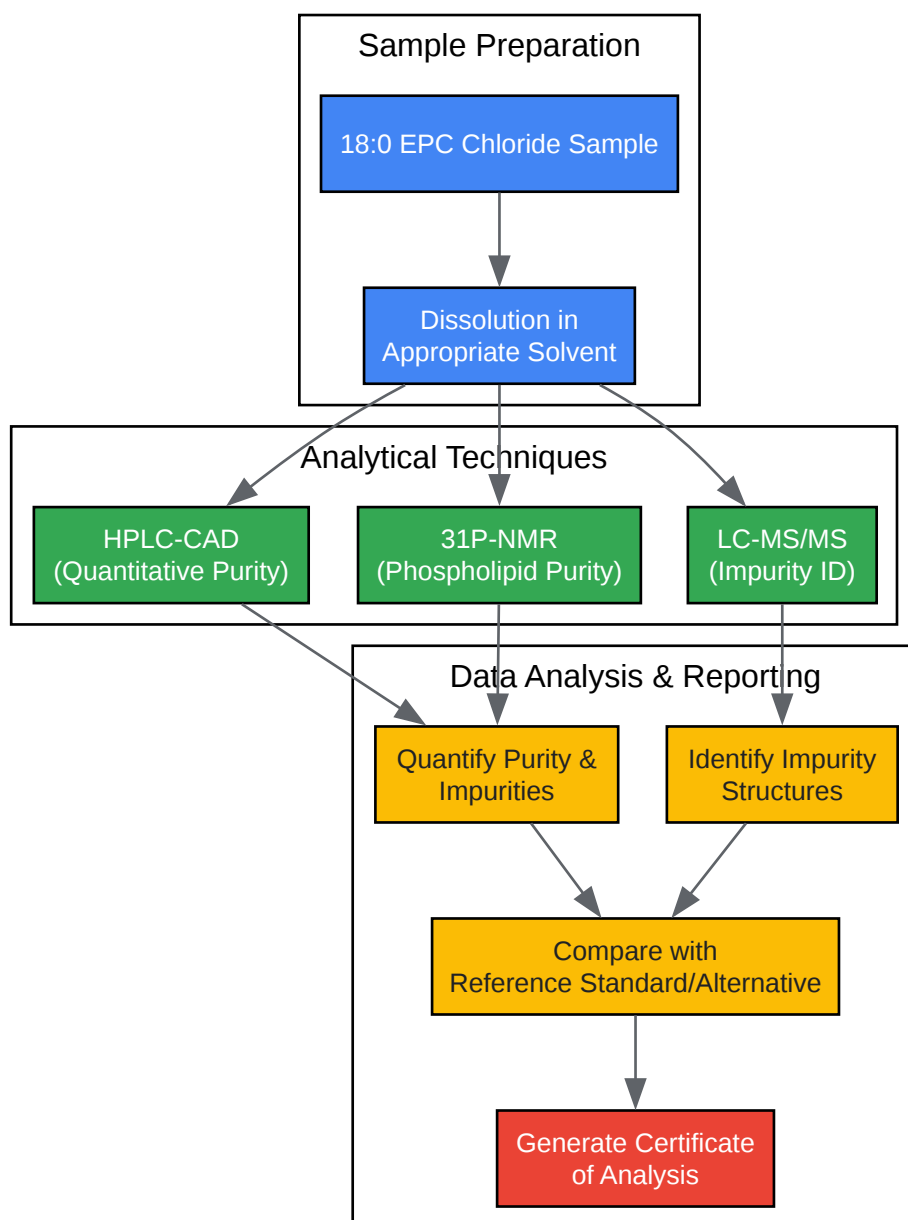 Sample Preparation
18:0 EPC Chloride Sample
Dissolution in
Appropriate Solvent
Analytical Techniques
HPLC-CAD
(Quantitative Purity)
31P-NMR
(Phospholipid Purity)
LC-MS/MS
(Impurity ID)
Data Analysis & Reporting
Quantify Purity &
Impurities
Identify Impurity
Structures
Compare with
Reference Standard/Alternative
Generate Certificate
of Analysis